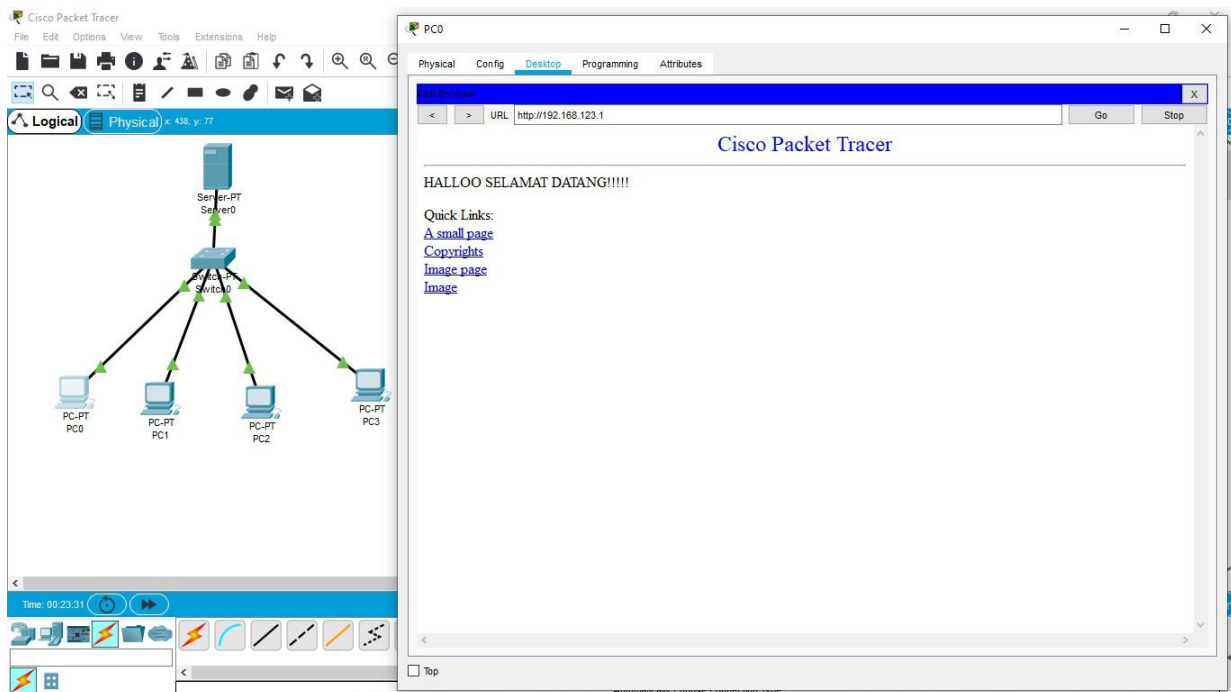 Cisco Packet Tracer
File Edit Options View Tools Extensions Help
Logical
Physical
x: 438, y: 77
Server-PT
Server0
Switch-PT
Switch0
PC-PT
PC0
PC-PT
PC1
PC-PT
PC2
PC-PT
PC3
Time: 00:23:31
PC0
Physical Config Desktop Programming Attributes
Web Browser
X
< > URL http://192.168.123.1 Go Stop
Cisco Packet Tracer
HALLOO SELAMAT DATANG!!!!!
Quick Links:
A small page
Copyrights
Image page
Image
Top